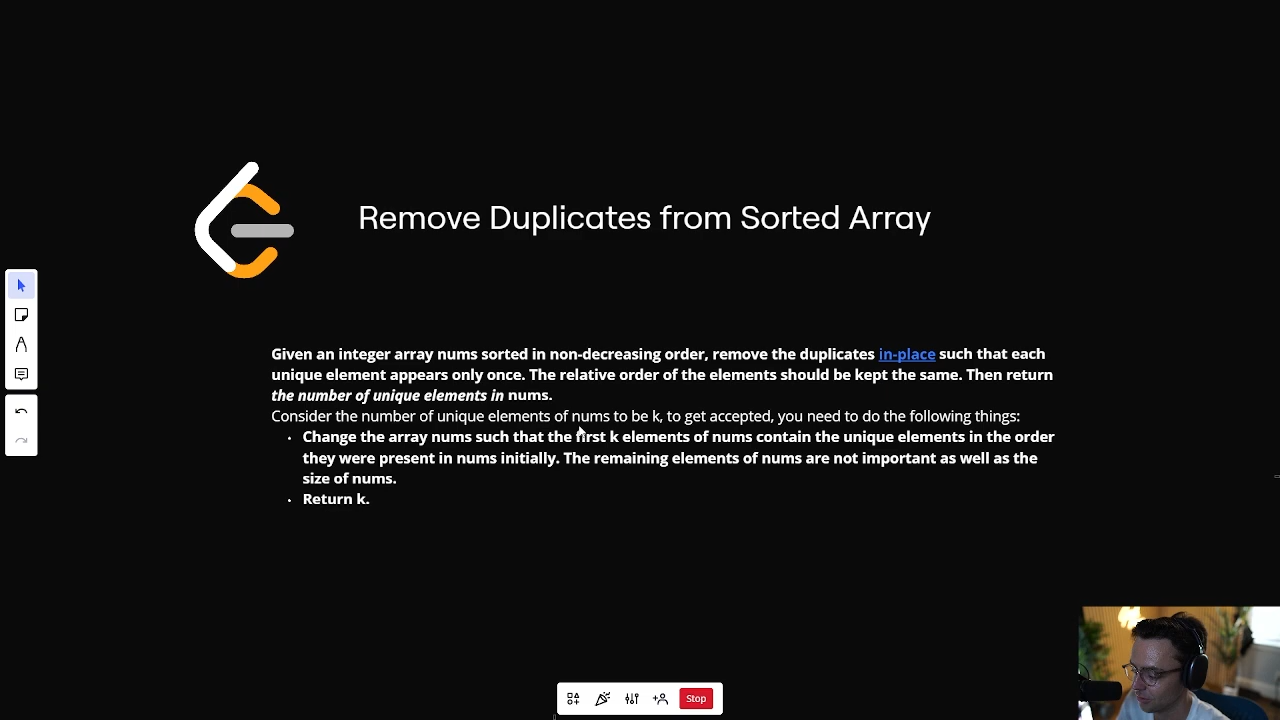 Remove Duplicates from Sorted Array
Given an integer array nums sorted in non-decreasing order, remove the duplicates in-place such that each
unique element appears only once. The relative order of the elements should be kept the same. Then return
the number of unique elements in nums.
Consider the number of unique elements of nums to be k, to get accepted, you need to do the following things:
· Change the array nums such that the first k elements of nums contain the unique elements in the order
they were present in nums initially. The remaining elements of nums are not important as well as the
size of nums.
· Return k.
Stop